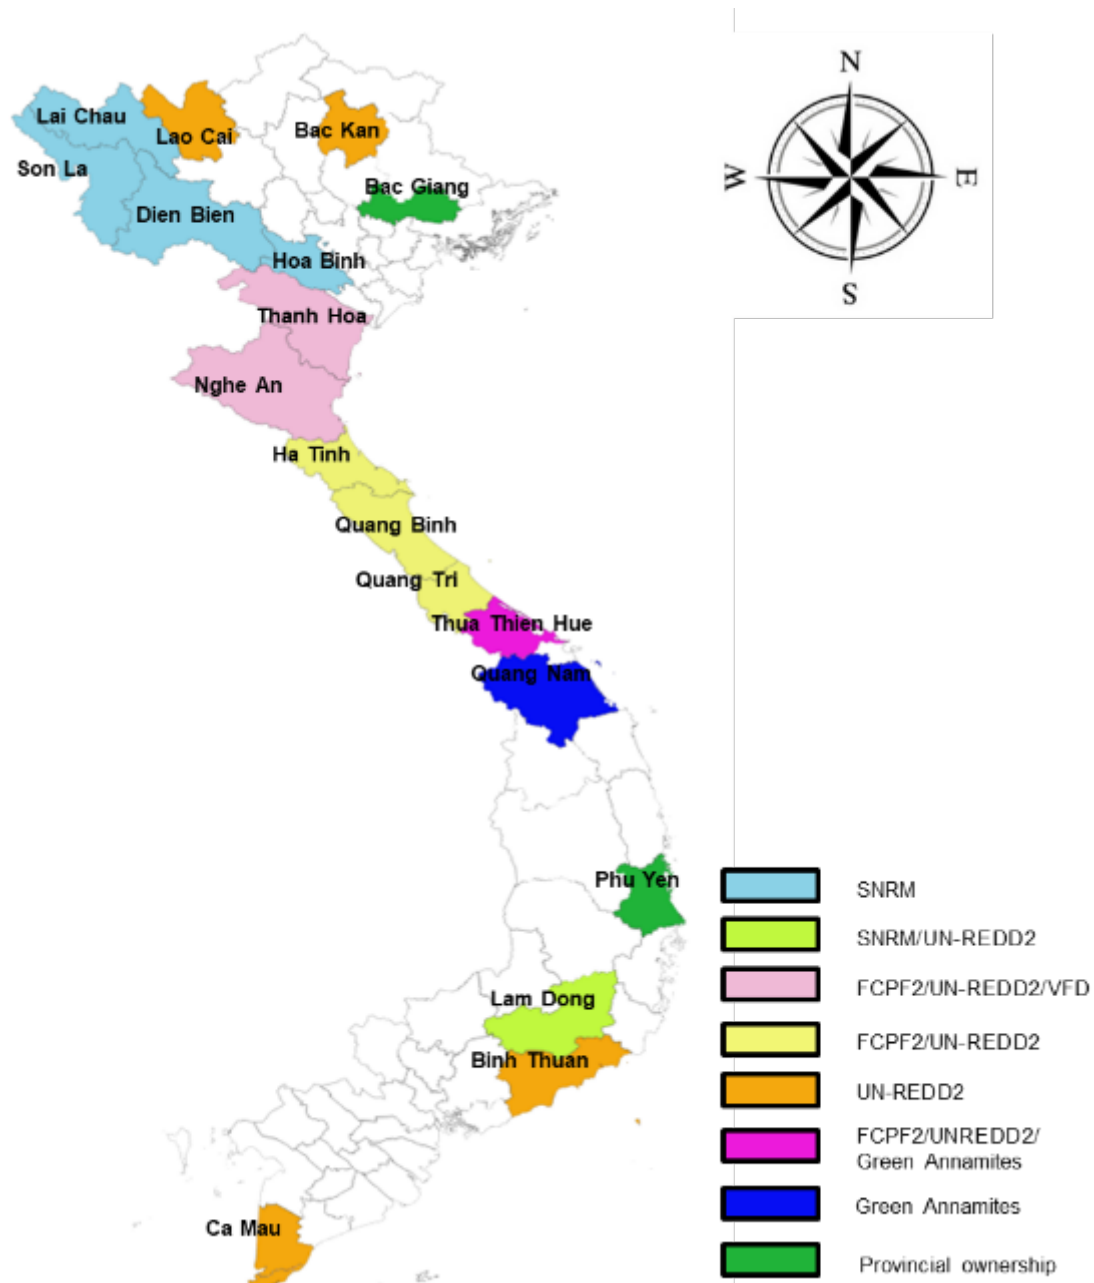 N
W
E
S
Lai Chau
Lao Cai
Bac Kan
Son La
Bac Giang
Dien Bien
Hoa Binh
Thanh Hoa
Nghe An
Ha Tinh
Quang Binh
Quang Tri
Thua Thien Hue
Quang Nam
Phu Yen
Lam Dong
Binh Thuan
Ca Mau
SNRM
SNRM/UN-REDD2
FCPF2/UN-REDD2/VFD
FCPF2/UN-REDD2
UN-REDD2
FCPF2/UNREDD2/
Green Annamites
Green Annamites
Provincial ownership